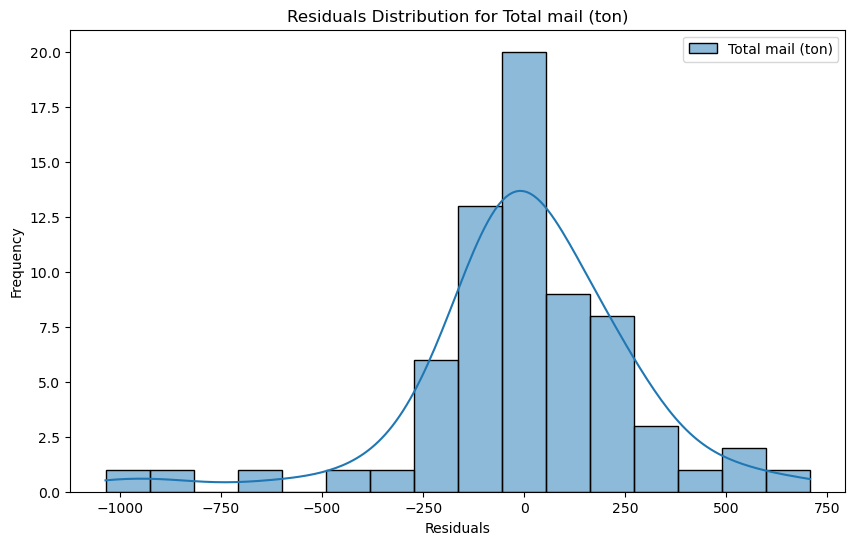 Residuals Distribution for Total mail (ton)
Total mail (ton)
Frequency
20.0
17.5
15.0
12.5
10.0
7.5
5.0
2.5
0.0
−1000 −750 −500 −250 0 250 500 750
Residuals